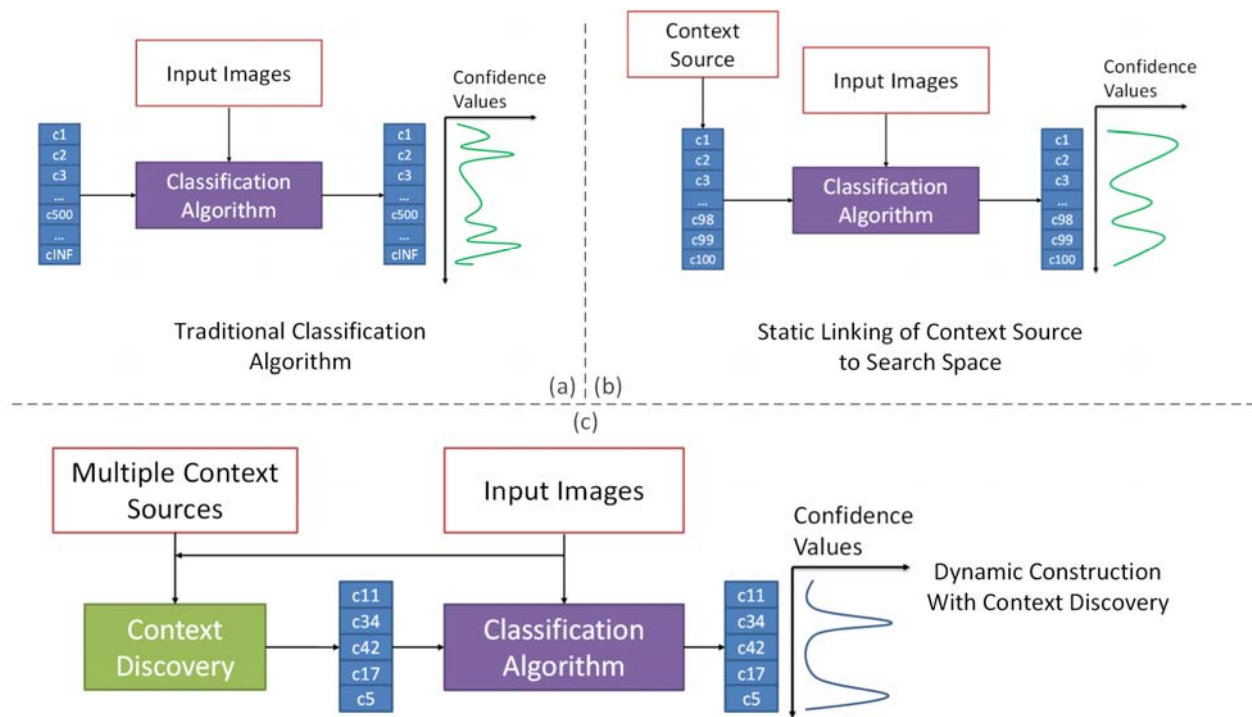 Input Images
Confidence
Values
c1
c2
c3
...
c500
...
cINF
Classification
Algorithm
c1
c2
c3
...
c500
...
cINF
Traditional Classification
Algorithm
(a)
Context
Source
Input Images
Confidence
Values
c1
c2
c3
...
c98
c99
c100
Classification
Algorithm
c1
c2
c3
...
c98
c99
c100
Static Linking of Context Source
to Search Space
(b)
(c)
Multiple Context
Sources
Input Images
Confidence
Values
Context
Discovery
c11
c34
c42
c17
c5
Classification
Algorithm
c11
c34
c42
c17
c5
Dynamic Construction
With Context Discovery